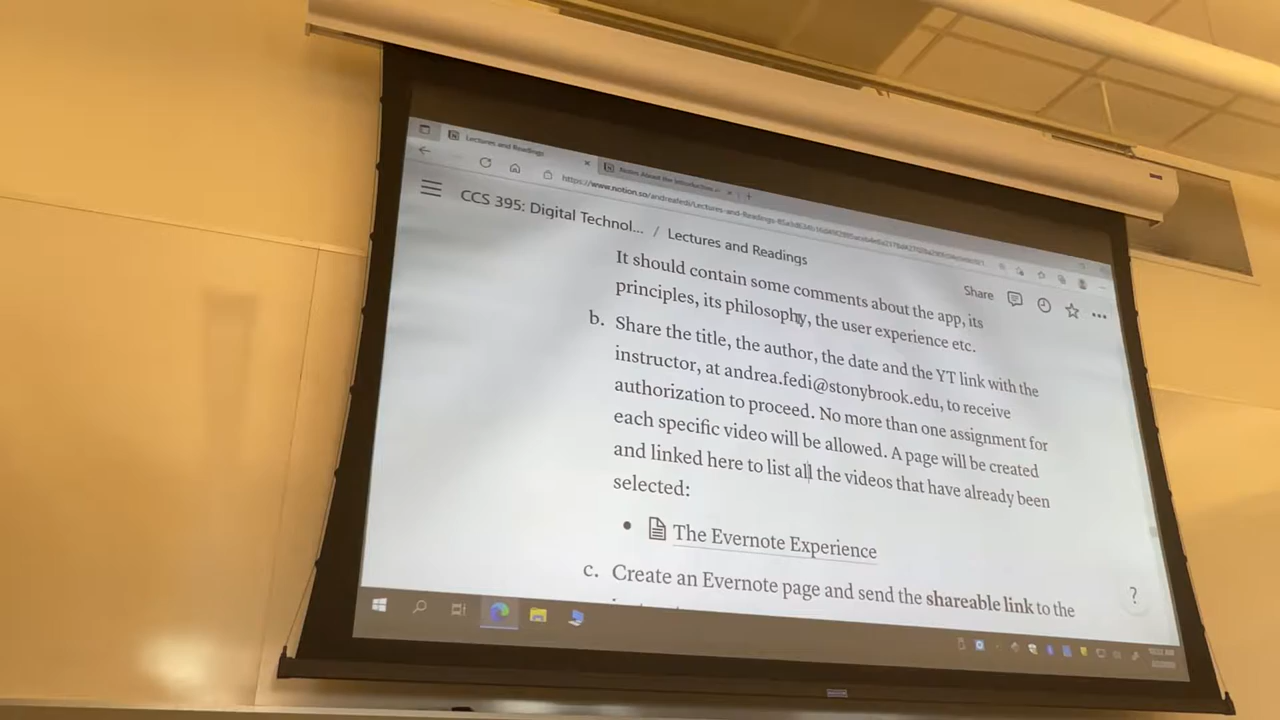 Lectures and Readings
CCS 395: Digital Technol... / Lectures and Readings
Share
It should contain some comments about the app, its
principles, its philosophy, the user experience etc.
b. Share the title, the author, the date and the YT link with the
instructor, at andrea.fedi@stonybrook.edu, to receive
authorization to proceed. No more than one assignment for
each specific video will be allowed. A page will be created
and linked here to list all the videos that have already been
selected:
• The Evernote Experience
c. Create an Evernote page and send the shareable link to the
?